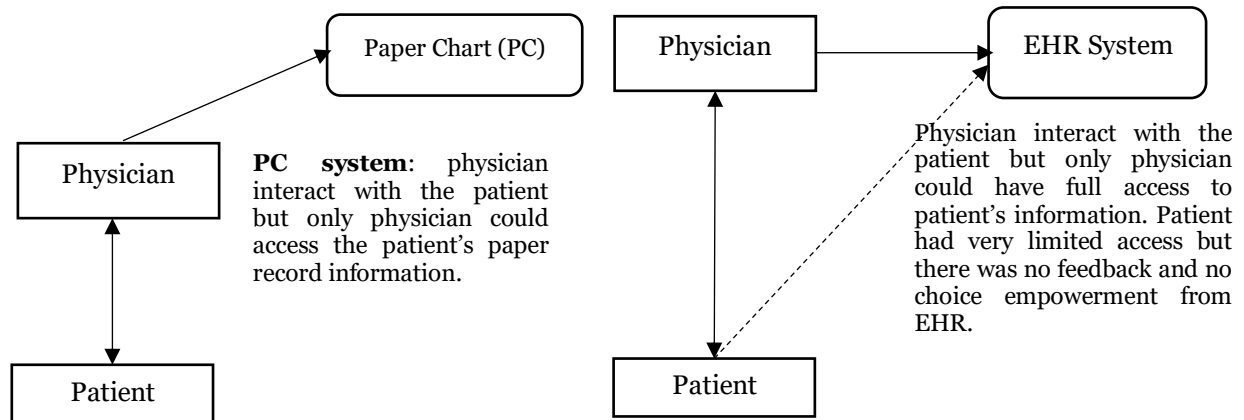 Paper Chart (PC)
Physician
PC system: physician
interact with the patient
but only physician could
access the patient’s paper
record information.
Patient
Physician
EHR System
Physician interact with the
patient but only physician
could have full access to
patient’s information. Patient
had very limited access but
there was no feedback and no
choice empowerment from
EHR.
Patient